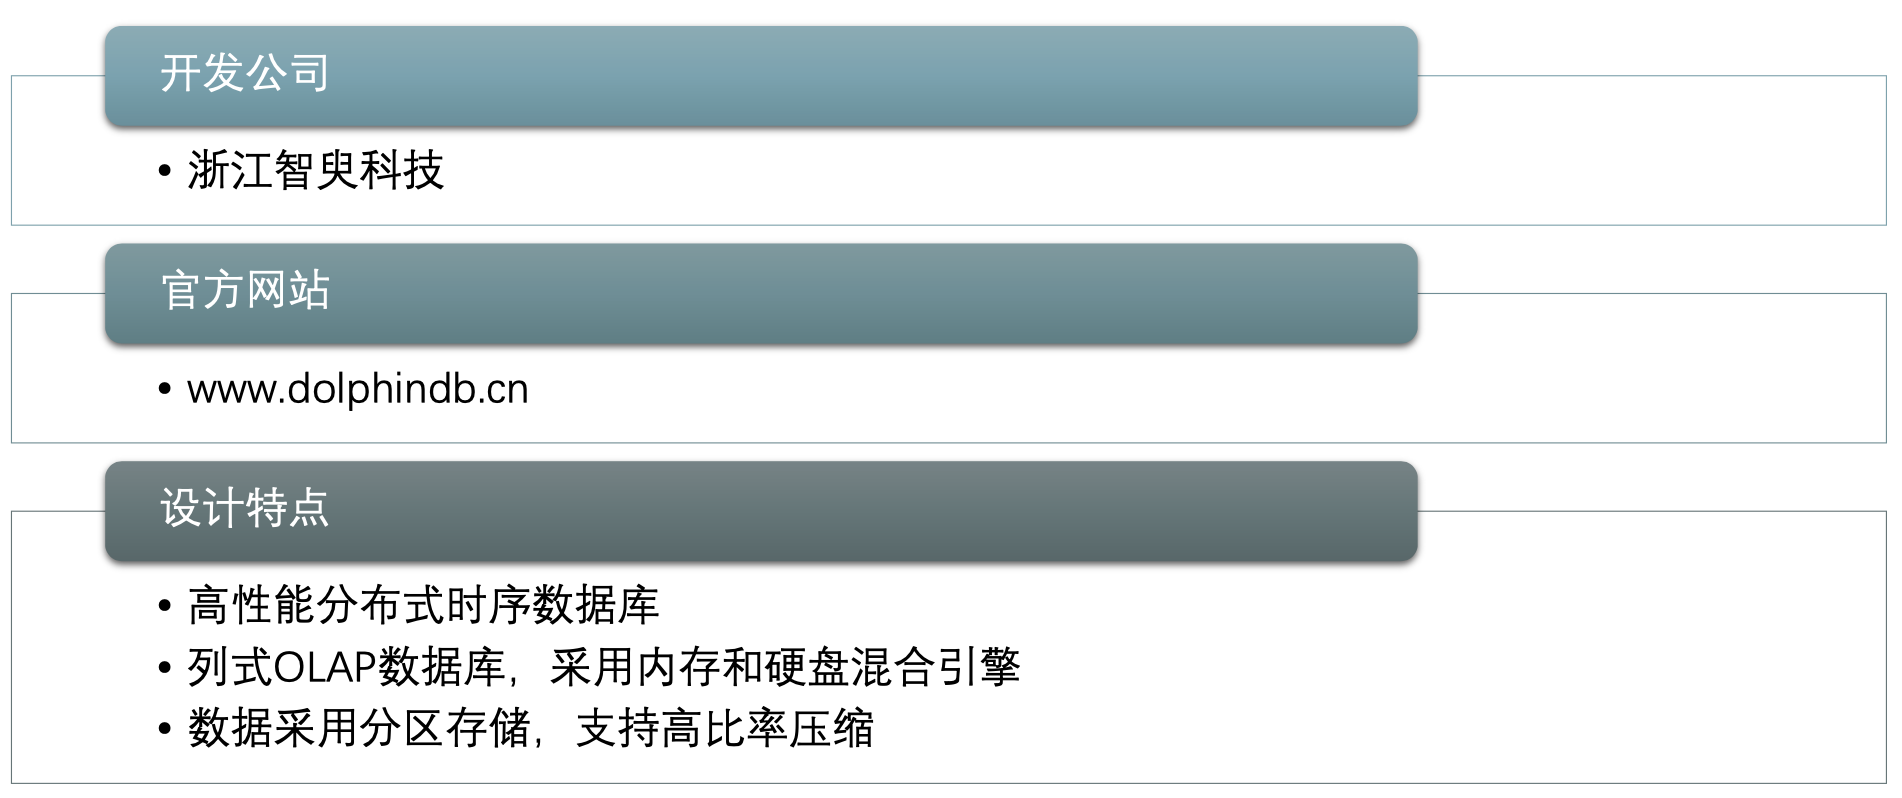 开发公司
• 浙江智臾科技
官方网站
• www.dolphindb.cn
设计特点
• 高性能分布式时序数据库
• 列式OLAP数据库，采用内存和硬盘混合引擎
• 数据采用分区存储，支持高比率压缩